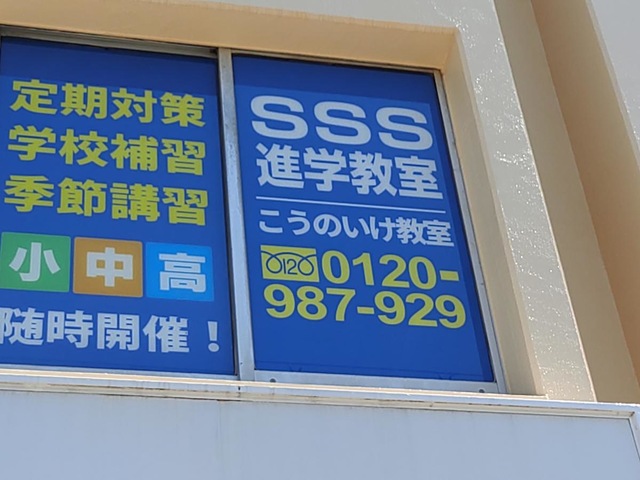 定期対策
学校補習
季節講習
小 中 高
随時開催！
SSS
進学教室
こうのいけ教室
0120 0120-
987-929